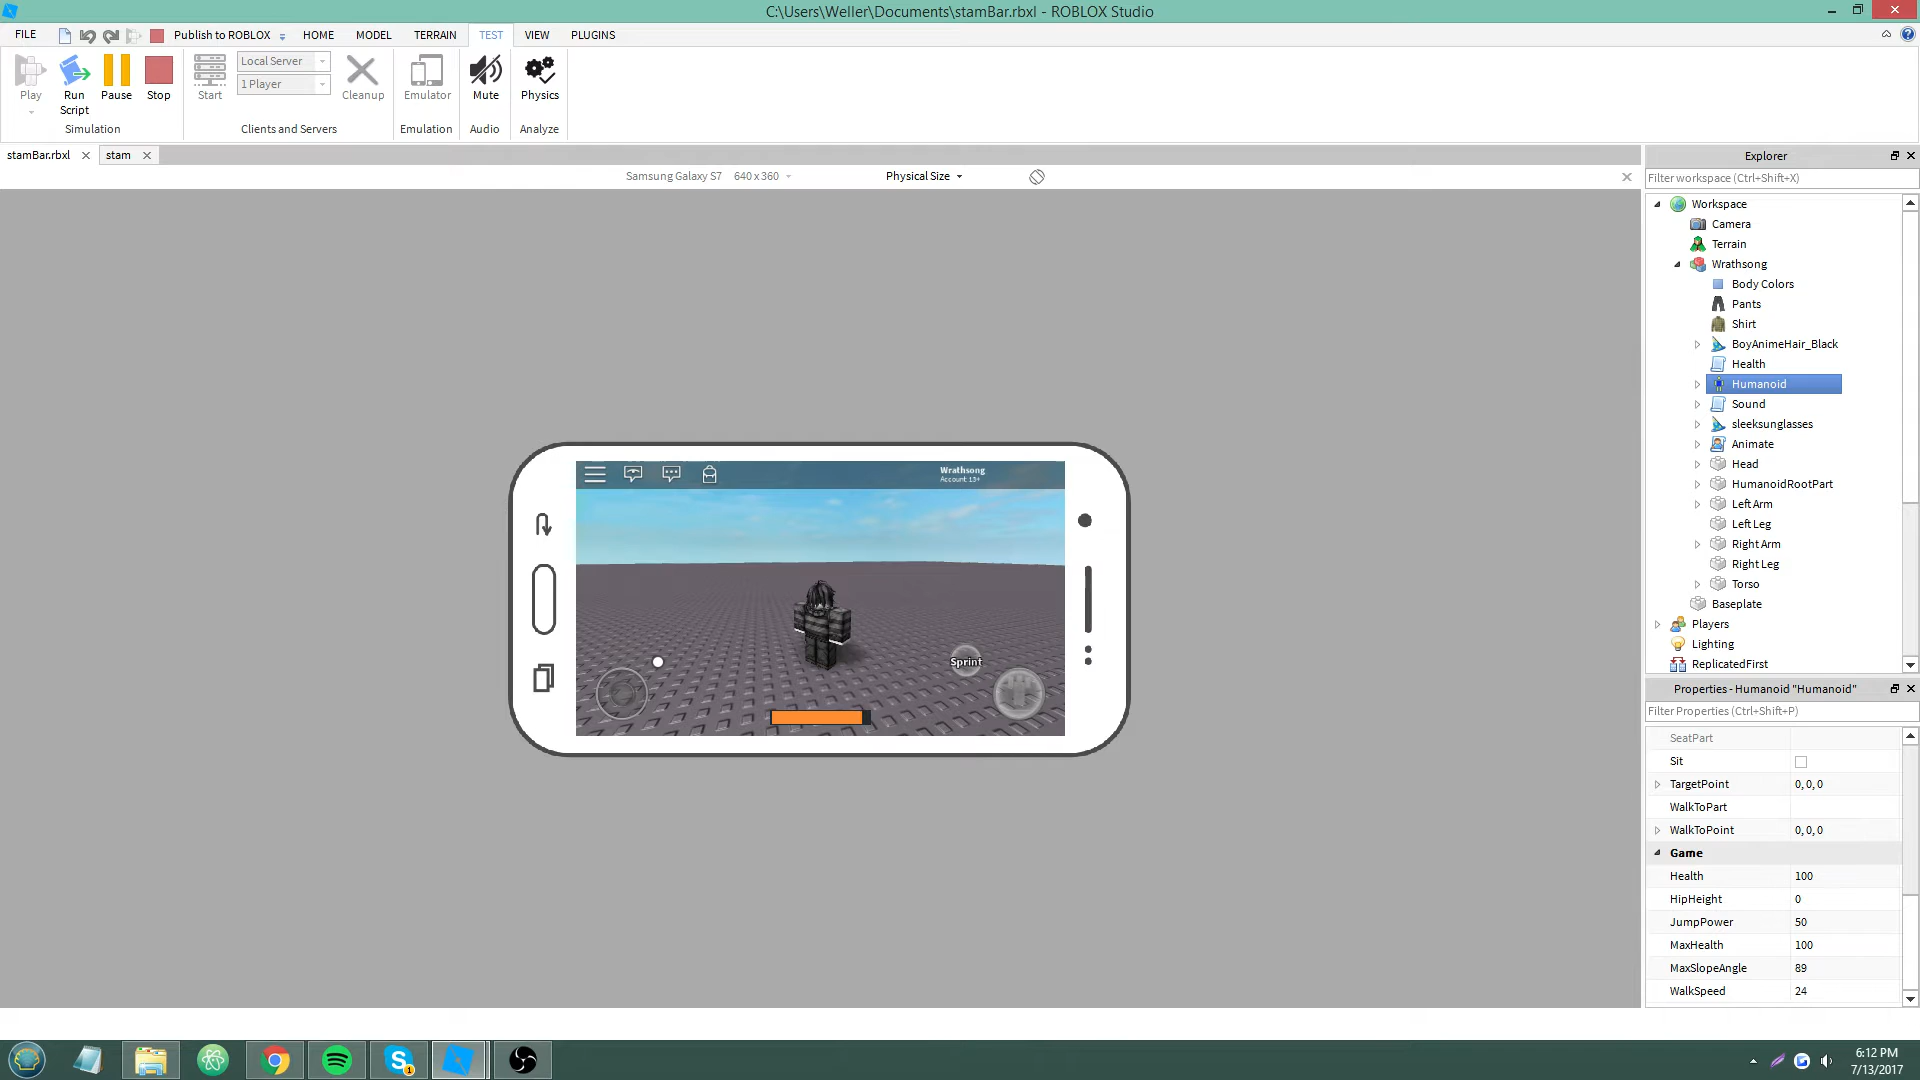 C:\Users\Weller\Documents\stamBar.rbxl - ROBLOX Studio
FILE
Publish to ROBLOX
HOME
MODEL
TERRAIN
TEST
VIEW
PLUGINS
Play
Run
Script
Pause
Stop
Start
Local Server
1 Player
Cleanup
Emulator
Mute
Physics
Simulation
Clients and Servers
Emulation
Audio
Analyze
stamBar.rbxl
stam
Samsung Galaxy S7 640 x 360
Physical Size
Wrathsong
Account: 13+
Sprint
Explorer
Filter workspace (Ctrl+Shift+X)
Workspace
Camera
Terrain
Wrathsong
Body Colors
Pants
Shirt
BoyAnimeHair_Black
Health
Humanoid
Sound
sleeksunglasses
Animate
Head
HumanoidRootPart
Left Arm
Left Leg
Right Arm
Right Leg
Torso
Baseplate
Players
Lighting
ReplicatedFirst
Properties - Humanoid "Humanoid"
Filter Properties (Ctrl+Shift+P)
SeatPart
Sit
TargetPoint 0, 0, 0
WalkToPart
WalkToPoint 0, 0, 0
Game
Health 100
HipHeight 0
JumpPower 50
MaxHealth 100
MaxSlopeAngle 89
WalkSpeed 24
1
6:12 PM
7/13/2017